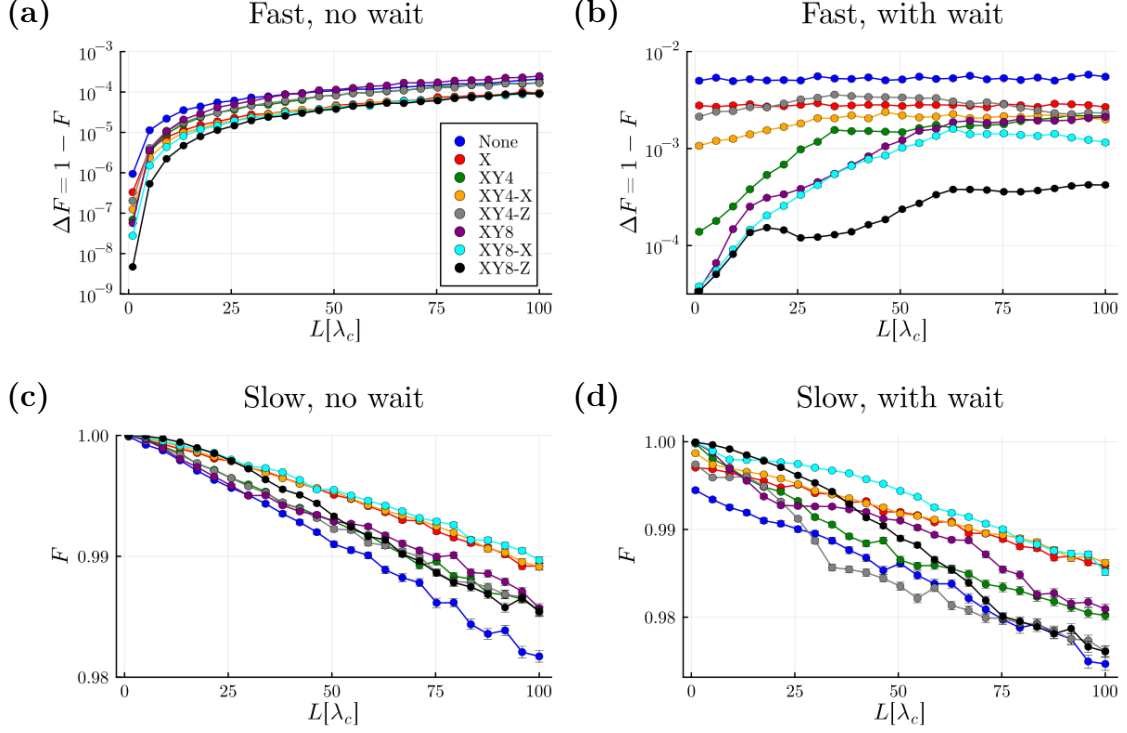 (a) Fast, no wait
10⁻³
10⁻⁴
10⁻⁵
10⁻⁶
10⁻⁷
10⁻⁸
10⁻⁹
ΔF = 1 − F
None
X
XY4
XY4-X
XY4-Z
XY8
XY8-X
XY8-Z
0 25 50 75 100
L[λ_c]
(b) Fast, with wait
10⁻²
10⁻³
10⁻⁴
ΔF = 1 − F
0 25 50 75 100
L[λ_c]
(c) Slow, no wait
1.00
0.99
0.98
F
0 25 50 75 100
L[λ_c]
(d) Slow, with wait
1.00
0.99
0.98
F
0 25 50 75 100
L[λ_c]